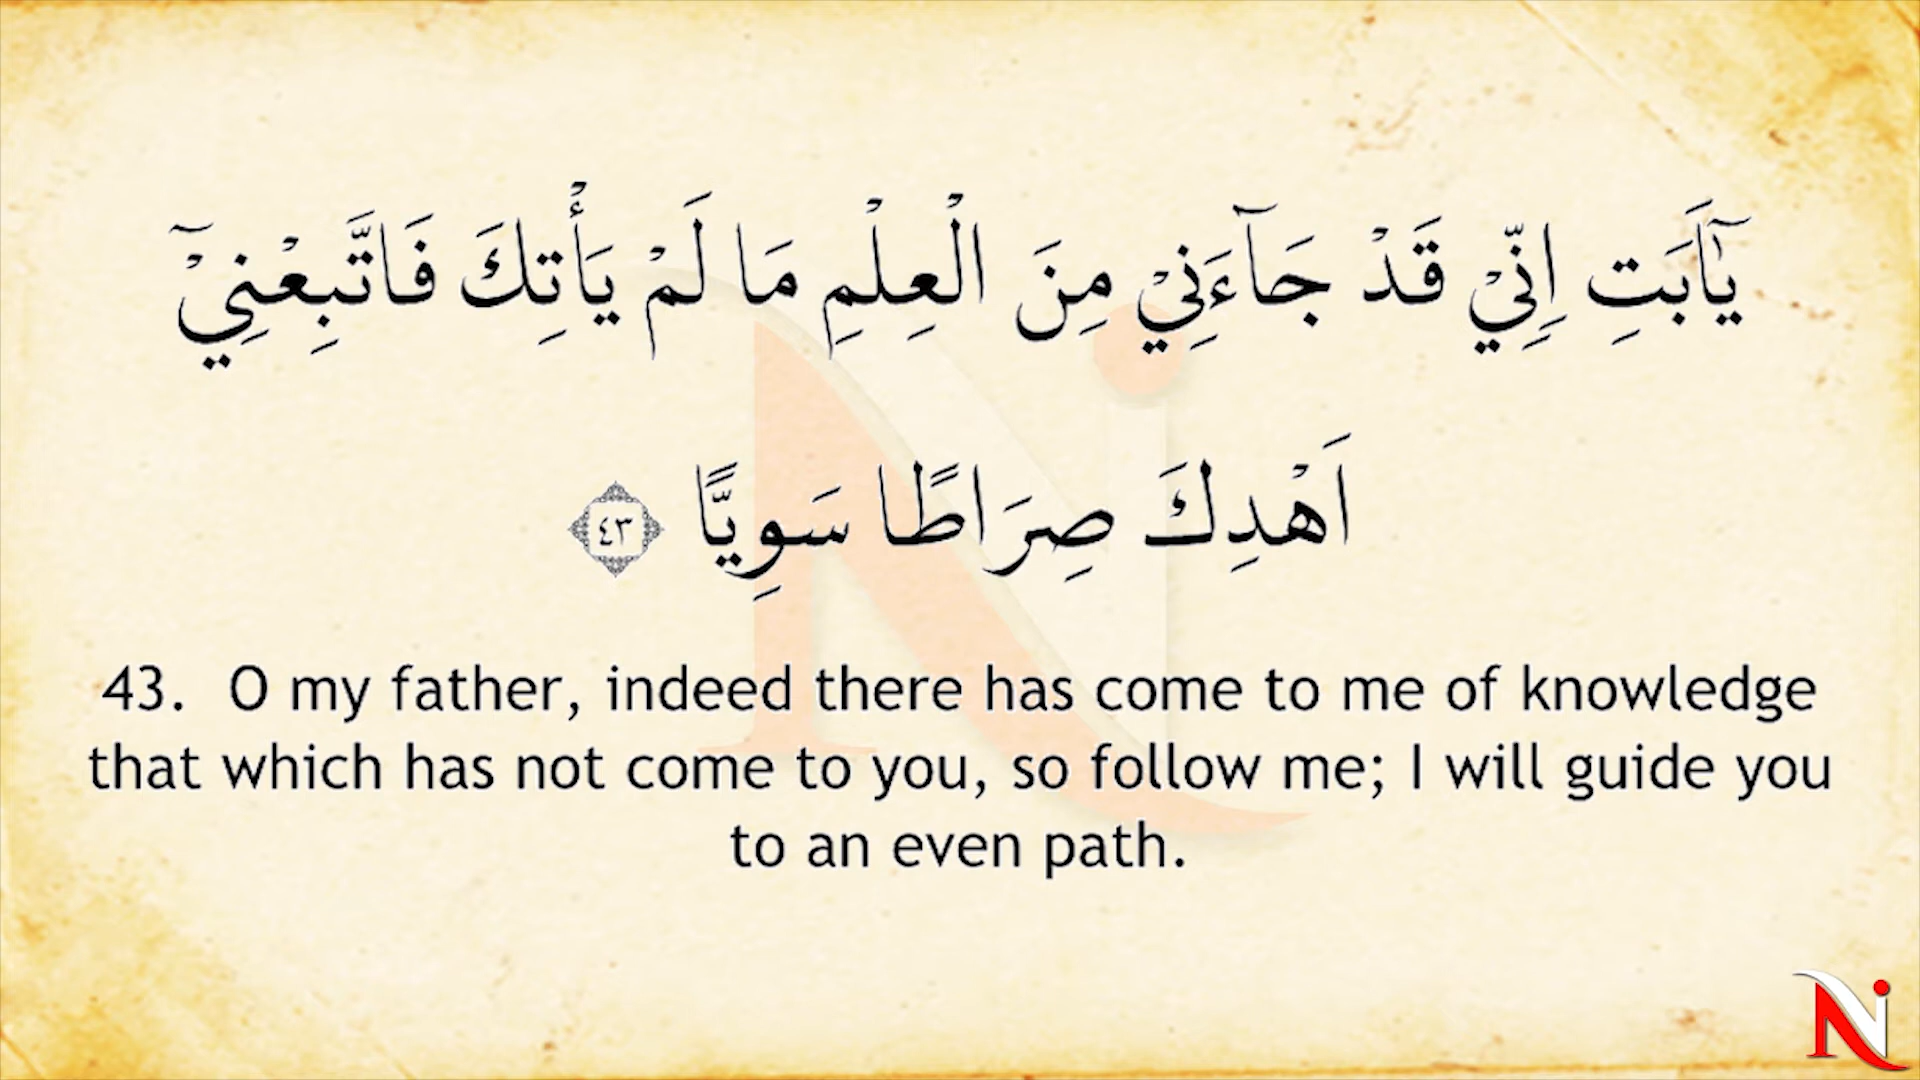 يٰۤاَبَتِ اِنِّيْ قَدْ جَآءَنِيْ مِنَ الْعِلْمِ مَا لَمْ يَأْتِكَ فَاتَّبِعْنِيْۤ
اَهْدِكَ صِرَاطًا سَوِيًّا ٤٣
43. O my father, indeed there has come to me of knowledge
that which has not come to you, so follow me; I will guide you
to an even path.
Ni